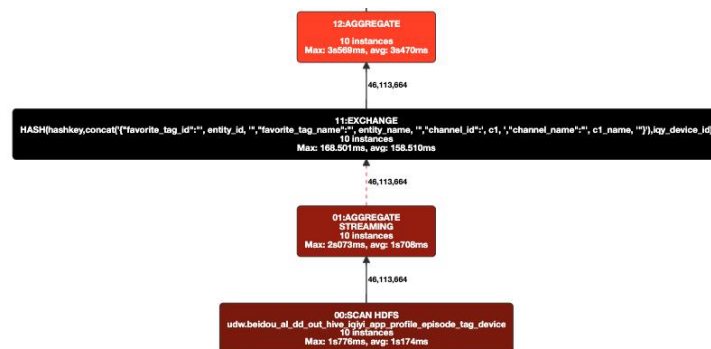 12:AGGREGATE
10 instances
Max: 3s569ms, avg: 3s470ms
46,113,664
11:EXCHANGE
HASH(hashkey,concat('{"favorite_tag_id":"', entity_id, '","favorite_tag_name":"', entity_name, '","channel_id":', c1, ',"channel_name":"', c1_name, '"}'),iqy_device_id)
10 instances
Max: 168.501ms, avg: 158.510ms
46,113,664
01:AGGREGATE
STREAMING
10 instances
Max: 2s073ms, avg: 1s708ms
46,113,664
00:SCAN HDFS
udw.beidou_al_dd_out_hive_iqiyi_app_profile_episode_tag_device
10 instances
Max: 1s776ms, avg: 1s174ms